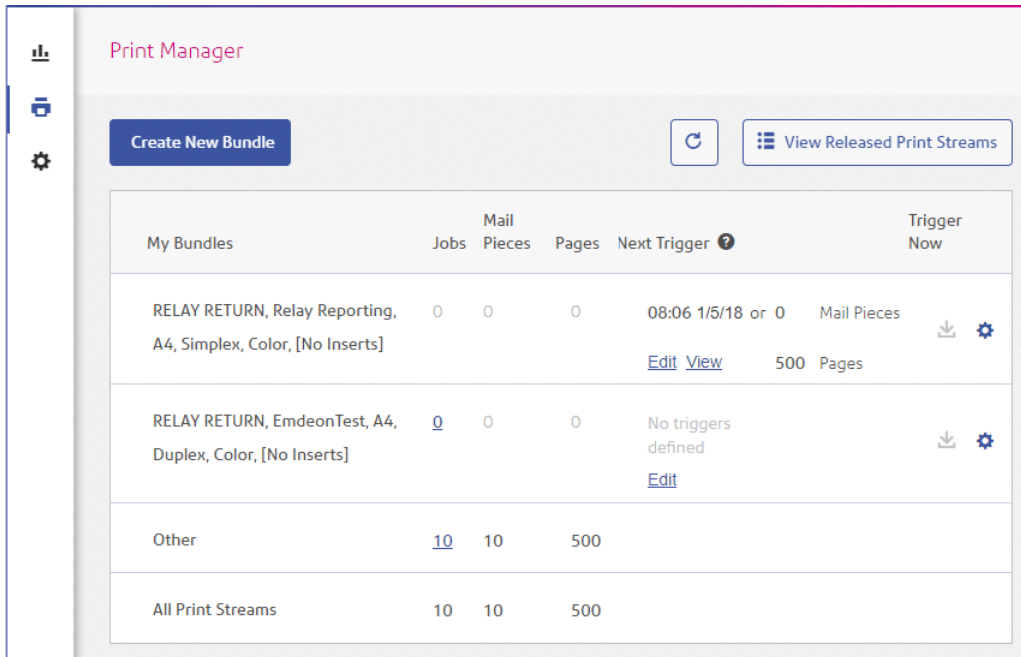 Print Manager
Create New Bundle
View Released Print Streams
My Bundles Jobs Mail Pieces Pages Next Trigger ? Trigger Now
RELAY RETURN, Relay Reporting, 0 0 0 08:06 1/5/18 or 0 Mail Pieces
A4, Simplex, Color, [No Inserts]
Edit View 500 Pages
RELAY RETURN, EmdeonTest, A4, 0 0 0 No triggers
Duplex, Color, [No Inserts] defined
Edit
Other 10 10 500
All Print Streams 10 10 500